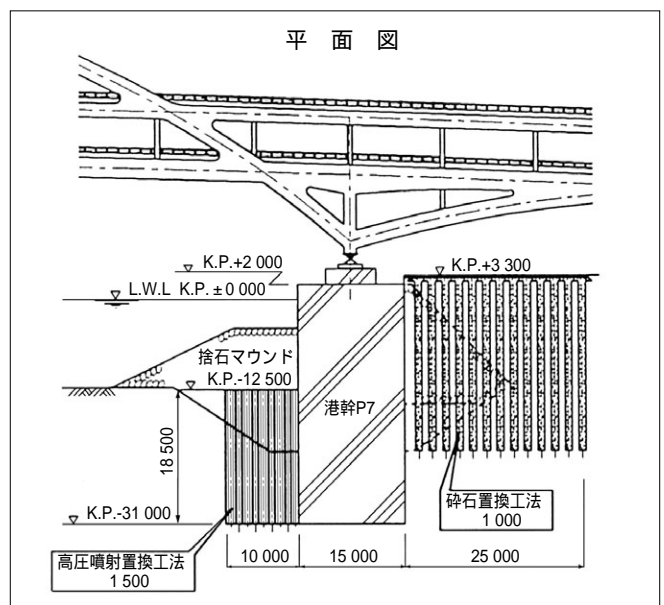 平面図
K.P.+2 000
K.P.+3 300
L.W.L K.P.±0 000
捨石マウンド
K.P.-12 500
港幹P7
18 500
砕石置換工法
1 000
K.P.-31 000
高圧噴射置換工法
1 500
10 000
15 000
25 000